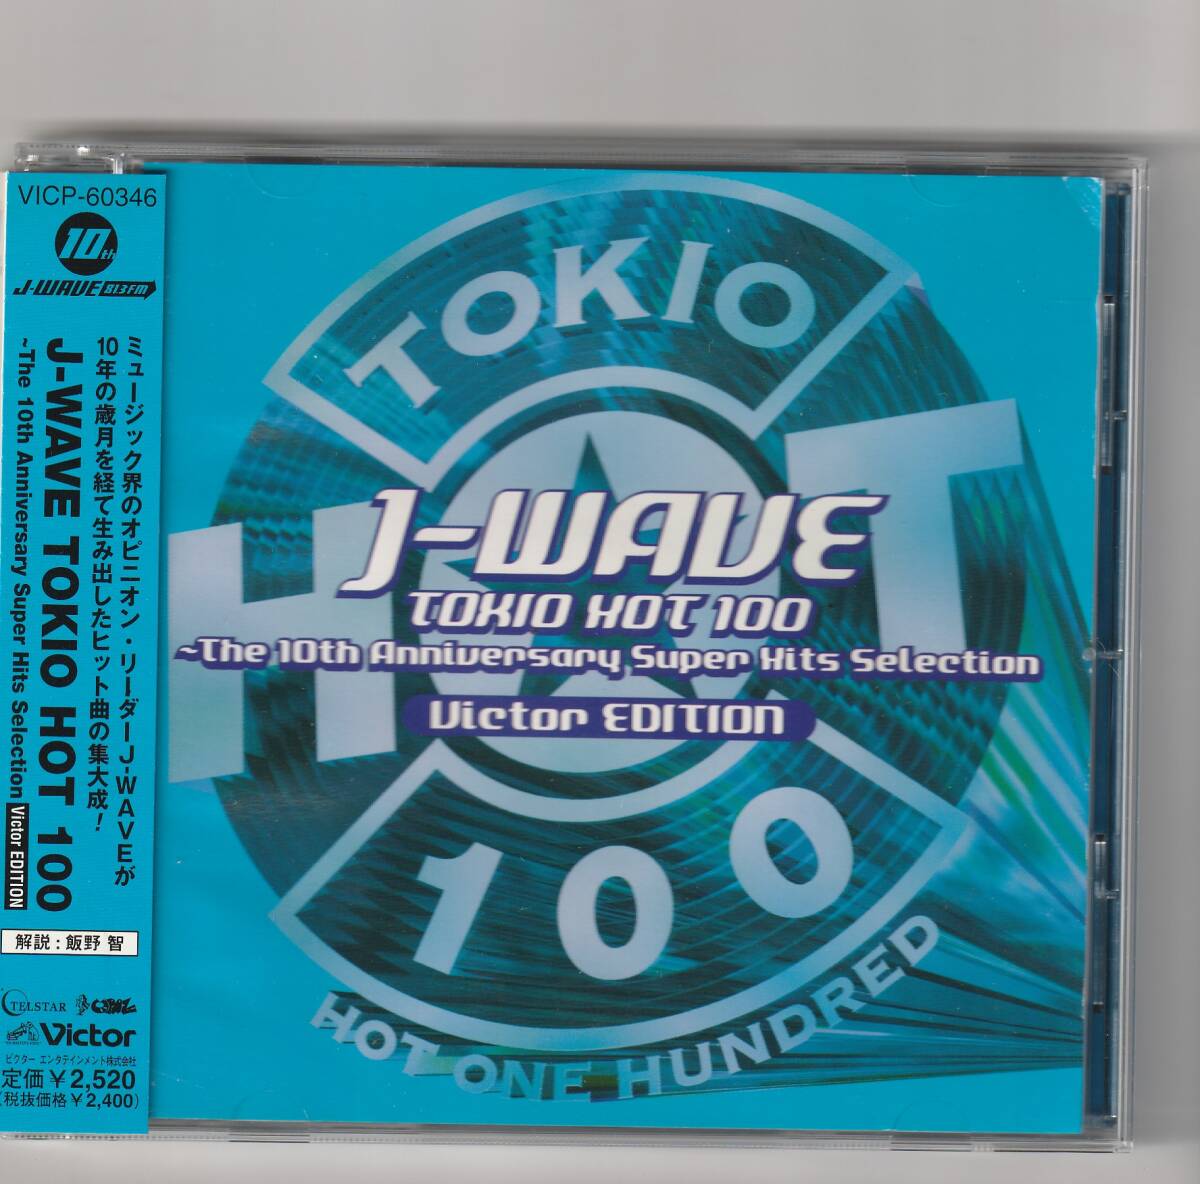 VICP-60346
10th
J-WAVE 81.3FM
ミュージック界のオピニオン・リーダーJ-WAVEが
10年の歳月を経て生み出したヒット曲の集大成!
J-WAVE TOKIO HOT 100
~The 10th Anniversary Super Hits Selection Victor EDITION
解説:飯野 智
TELSTAR
Victor
ビクター エンタテインメント株式会社
定価¥2,520
(税抜価格¥2,400)
TOKIO
HOT
J-WAVE
TOKIO HOT 100
~The 10th Anniversary Super Hits Selection
Victor EDITION
100
HOT ONE HUNDRED